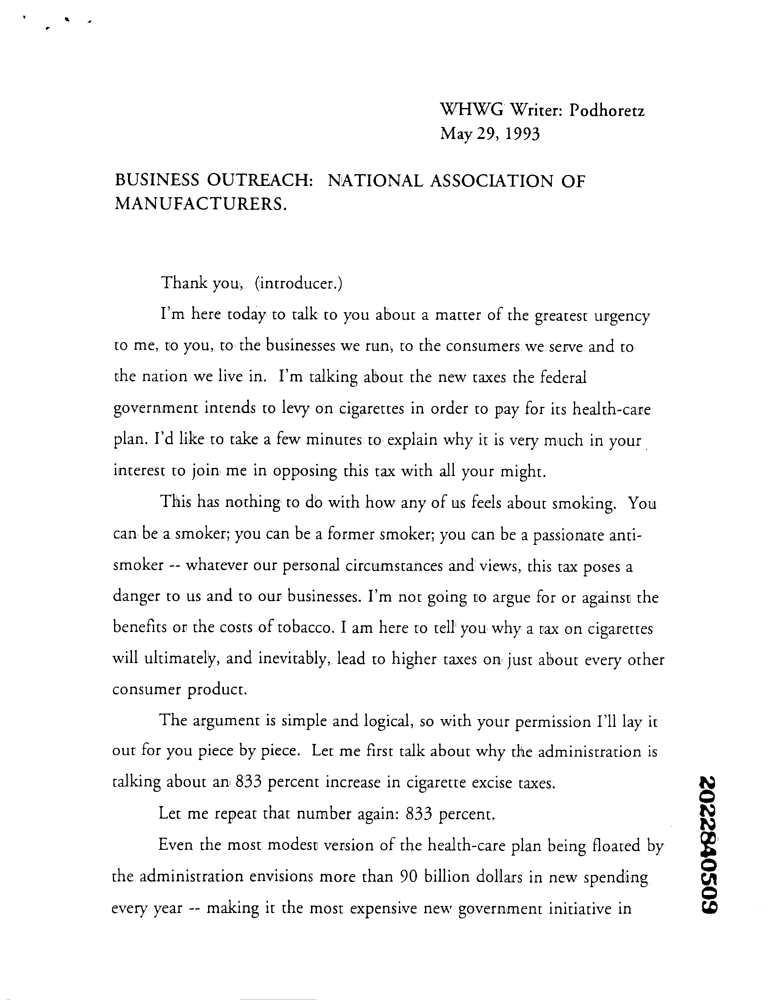 WHWG Writer: Podhoretz
May 29, 1993
BUSINESS OUTREACH: NATIONAL ASSOCIATION OF
MANUFACTURERS.
Thank you, (introducer.)
I'm here today to talk to you about a matter of the greatest urgency
to me, to you, to the businesses we run, to the consumers we serve and to
the nation we live in. I'm talking about the new taxes the federal
government intends to levy on cigarettes in order to pay for its health-care
plan. I'd like to take a few minutes to explain why it is very much in your
interest to join me in opposing this tax with all your might.
This has nothing to do with how any of us feels about smoking. You
can be a smoker; you can be a former smoker; you can be a passionate anti-
smoker -- whatever our personal circumstances and views, this tax poses a
danger to us and to our businesses. I'm not going to argue for or against the
benefits or the costs of tobacco. I am here to tell you why a tax on cigarettes
will ultimately, and inevitably, lead to higher taxes on just about every other
consumer product.
The argument is simple and logical, so with your permission I'll lay it
out for you piece by piece. Let me first talk about why the administration is
talking about an 833 percent increase in cigarette excise taxes.
Let me repeat that number again: 833 percent.
Even the most modest version of the health-care plan being floated by
the administration envisions more than 90 billion dollars in new spending
every year -- making it the most expensive new government initiative in
2022840509